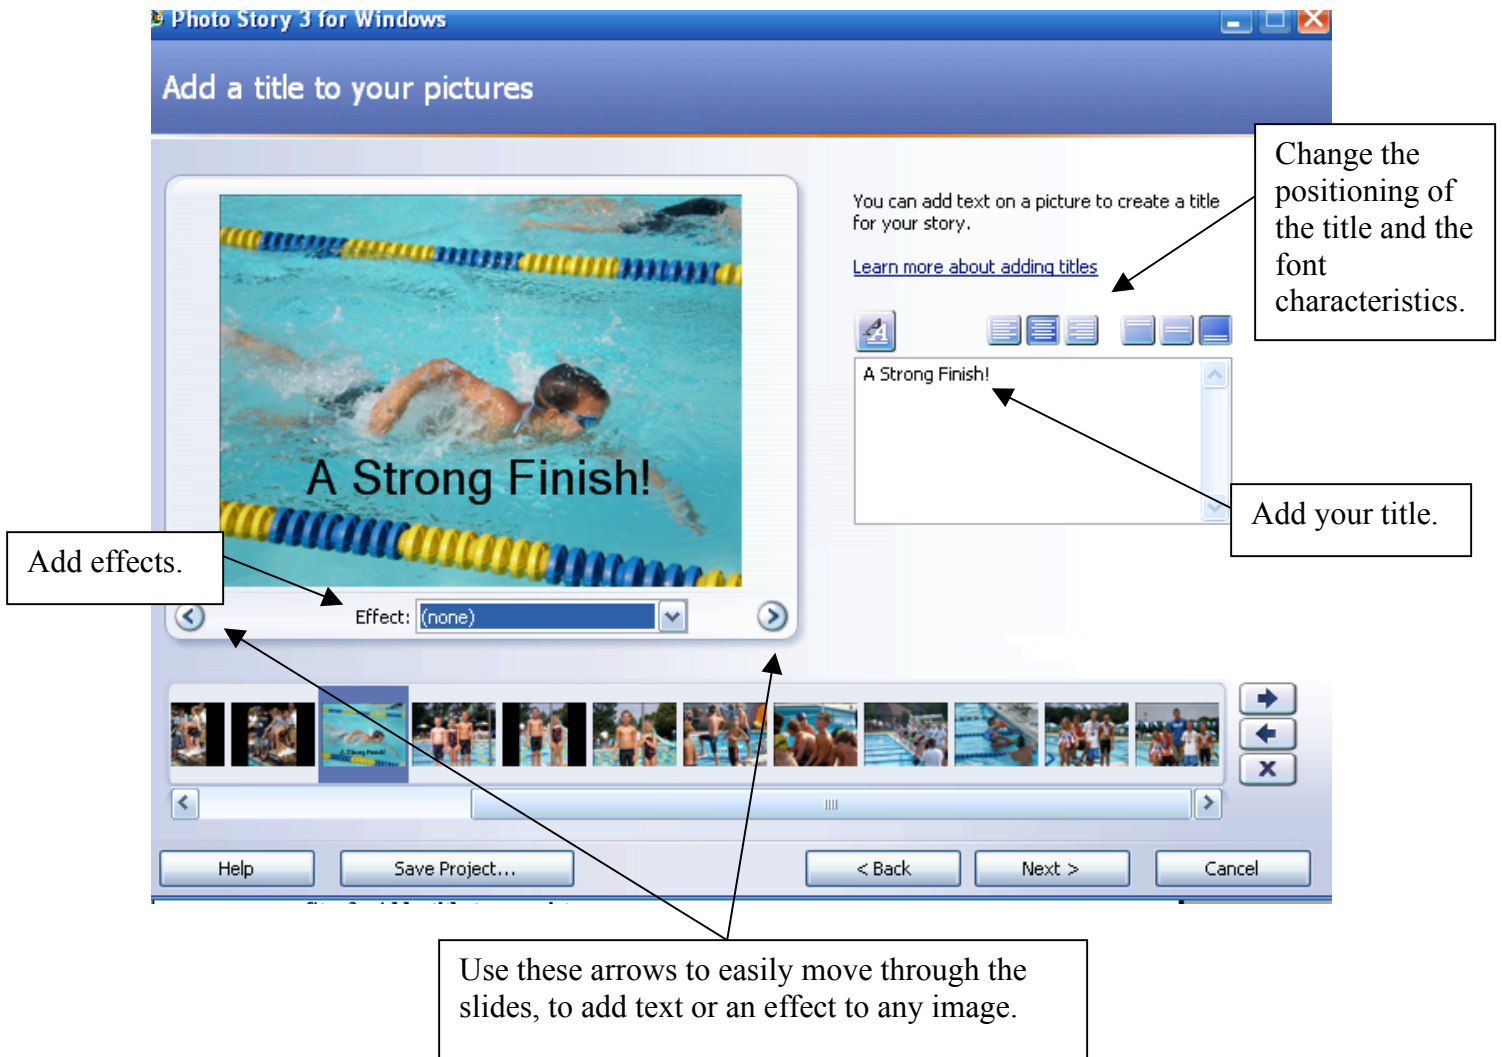 Photo Story 3 for Windows
Add a title to your pictures
Change the
positioning of
the title and the
font
characteristics.
You can add text on a picture to create a title
for your story.
Learn more about adding titles
A Strong Finish!
A Strong Finish!
Add your title.
Add effects.
Effect: (none)
A Strong Finish!
Help
Save Project...
< Back
Next >
Cancel
Use these arrows to easily move through the
slides, to add text or an effect to any image.